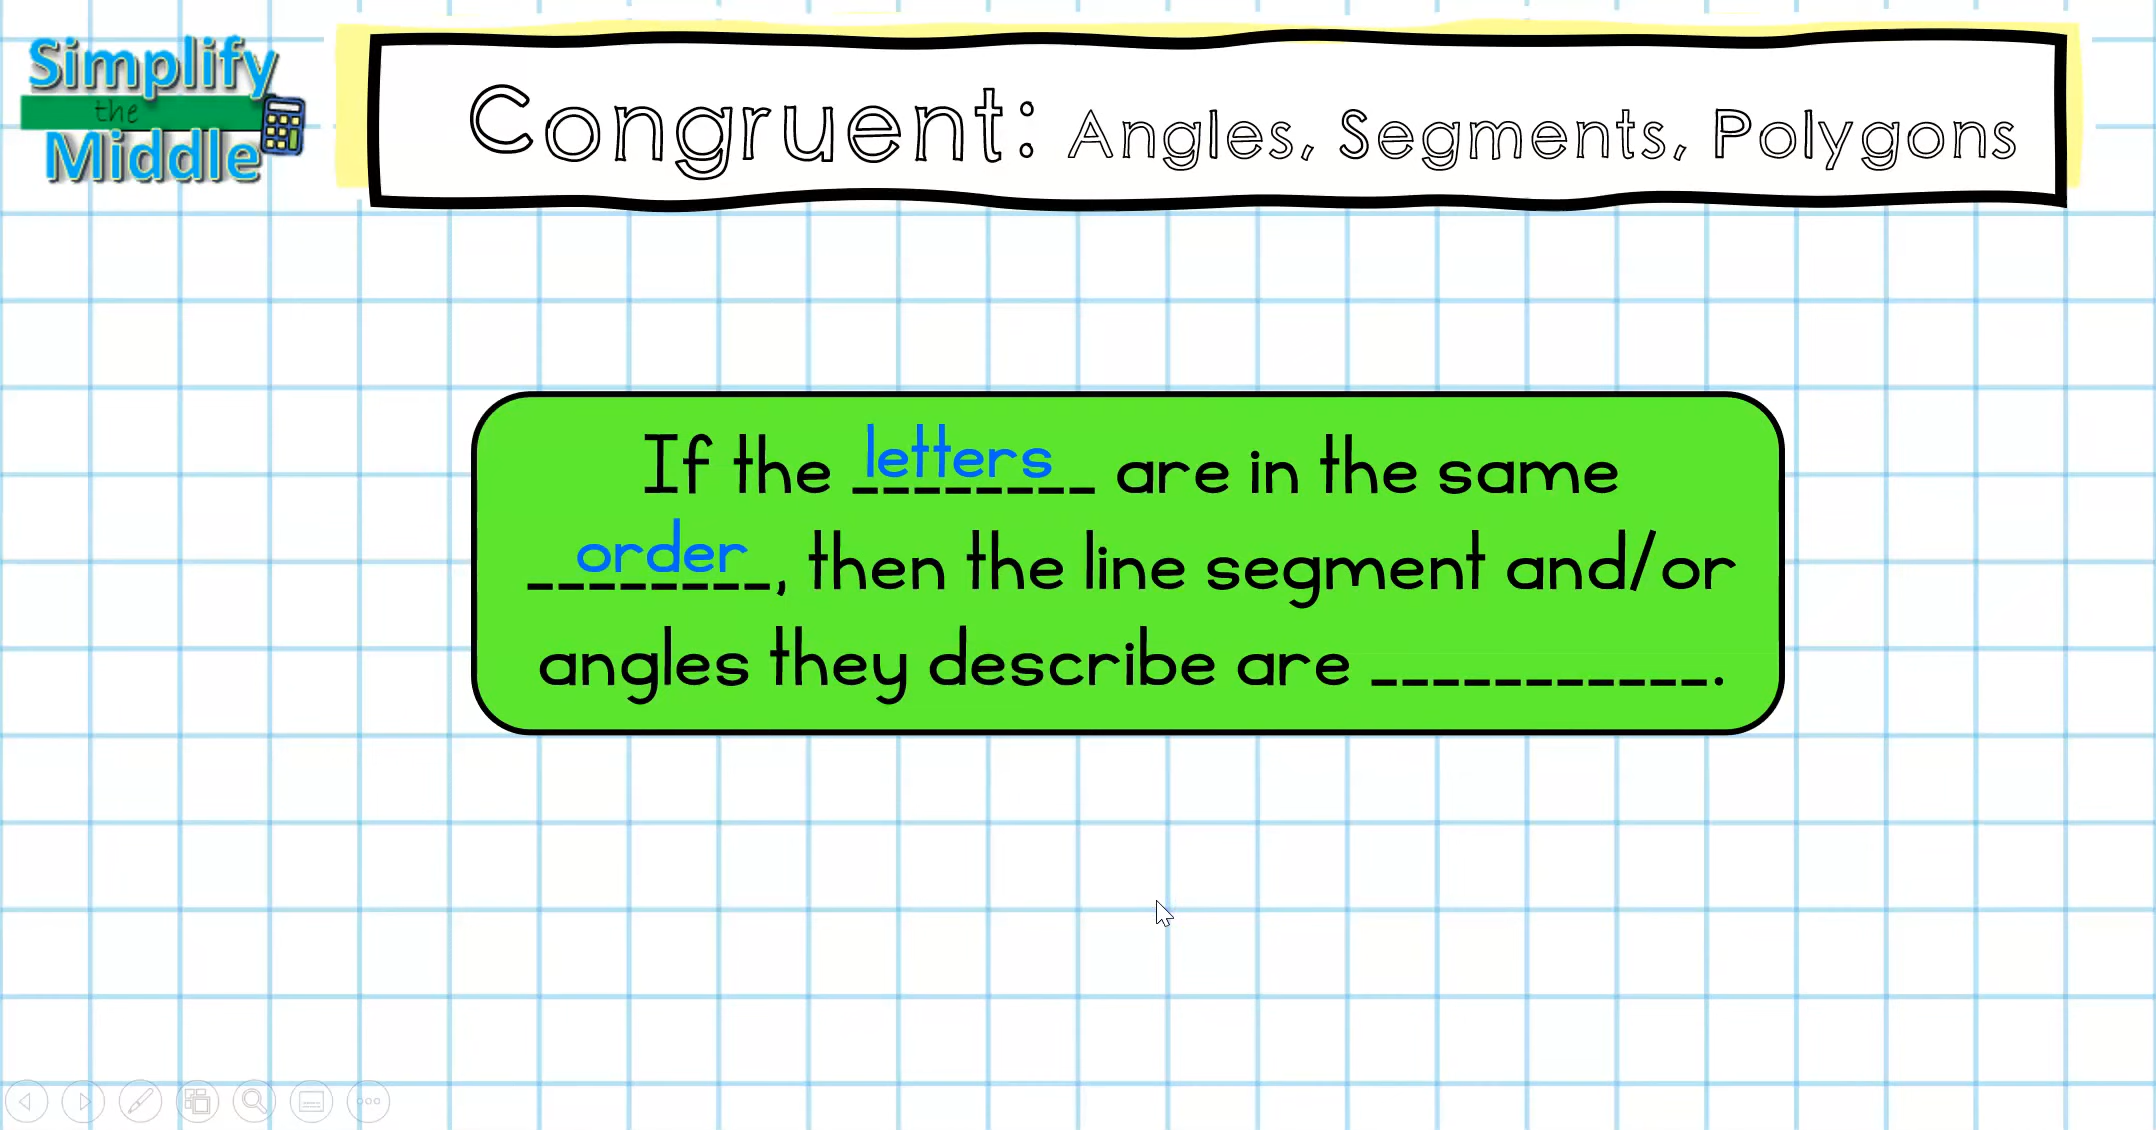 Simplify
the
Middle
Congruent: Angles, Segments, Polygons
If the letters are in the same
order, then the line segment and/or
angles they describe are ___________.